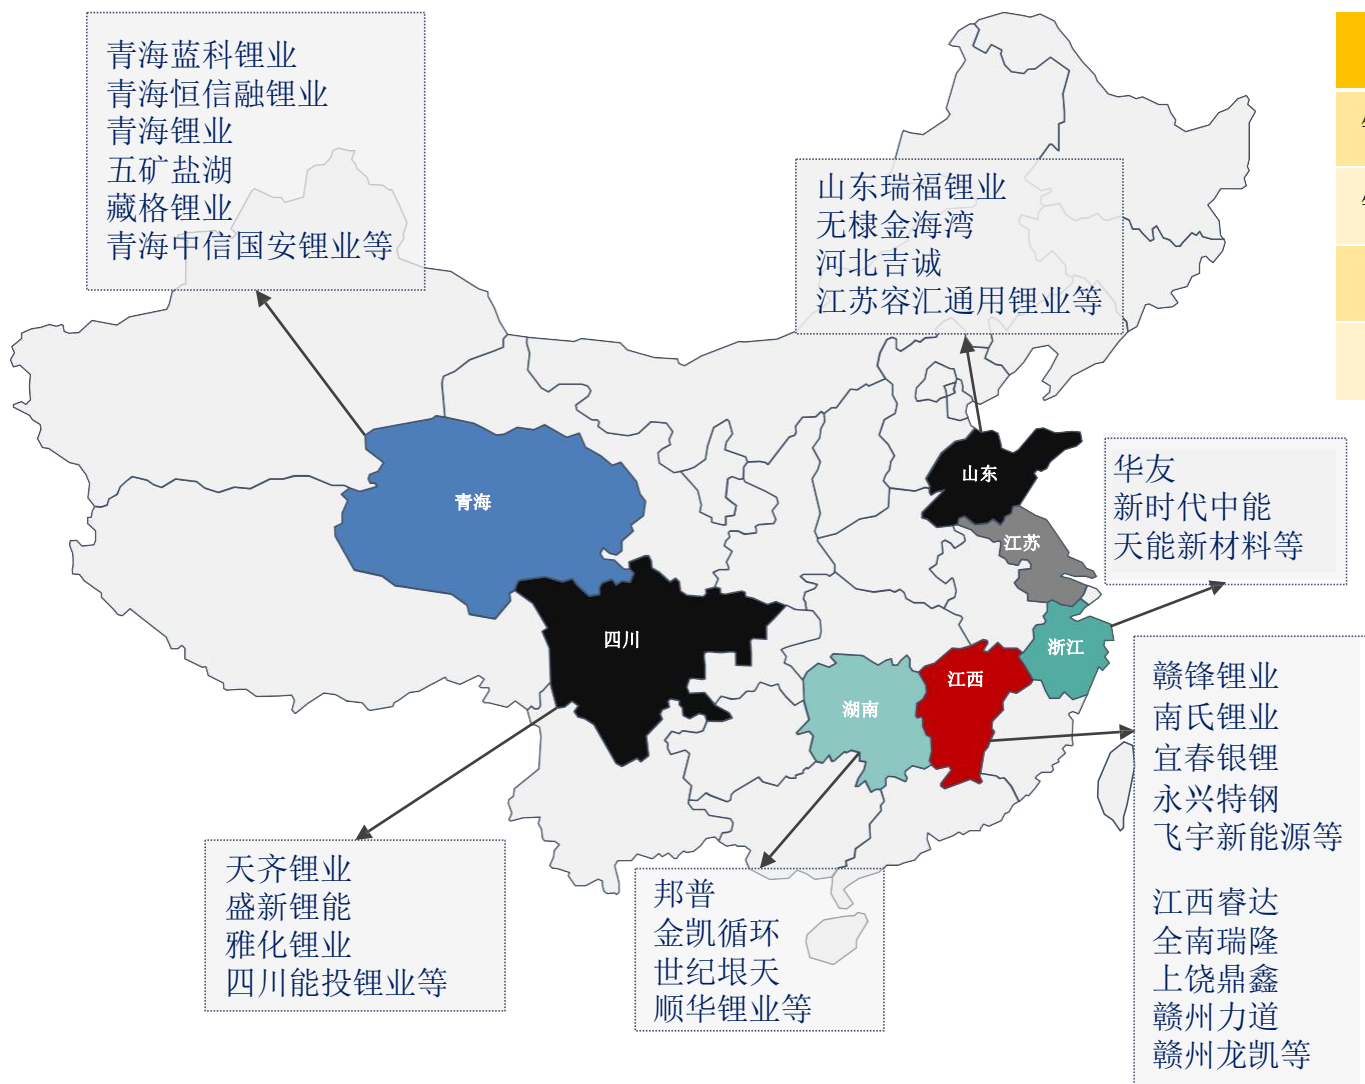 青海蓝科锂业
青海恒信融锂业
青海锂业
五矿盐湖
藏格锂业
青海中信国安锂业等
山东瑞福锂业
无棣金海湾
河北吉诚
江苏容汇通用锂业等
华友
新时代中能
天能新材料等
青海
山东
江苏
四川
浙江
江西
湖南
赣锋锂业
南氏锂业
宜春银锂
永兴特钢
飞宇新能源等
江西睿达
全南瑞隆
上饶鼎鑫
赣州力道
赣州龙凯等
天齐锂业
盛新锂能
雅化锂业
四川能投锂业等
邦普
金凯循环
世纪垠天
顺华锂业等